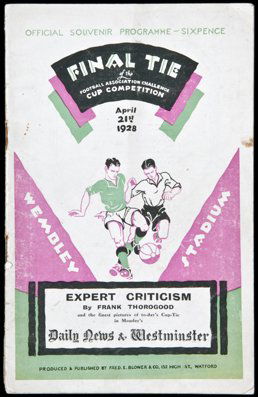 OFFICIAL SOUVENIR PROGRAMME - SIXPENCE
FINAL TIE
of the
FOOTBALL ASSOCIATION CHALLENGE
CUP COMPETITION
April
21st
1928
WEMBLEY
STADIUM
EXPERT CRITICISM
By FRANK THOROGOOD
and the finest pictures of to-day's Cup-Tie
in Monday's
Daily News & Westminster
PRODUCED & PUBLISHED BY FRED. E. BLOWER & CO. 152 HIGH ST., WATFORD